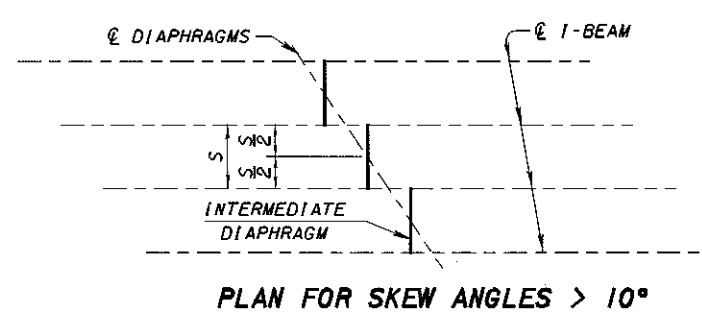 ℄ DIAPHRAGMS
℄ I-BEAM
S
S/2
S/2
INTERMEDIATE
DIAPHRAGM
PLAN FOR SKEW ANGLES > 10°